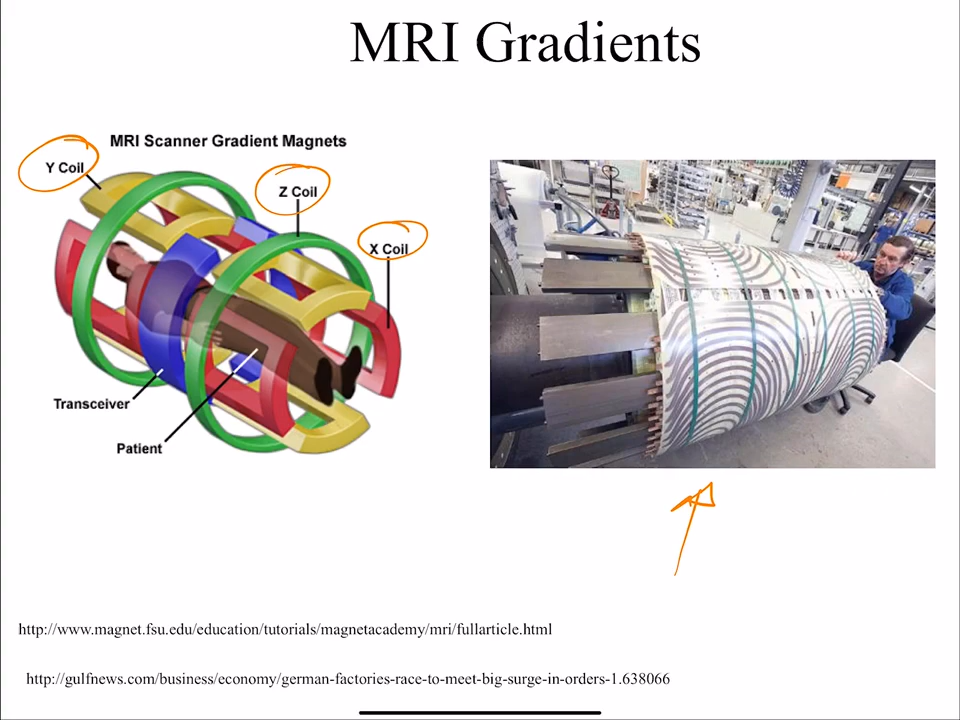 MRI Gradients
MRI Scanner Gradient Magnets
Y Coil
Z Coil
X Coil
Transceiver
Patient
http://www.magnet.fsu.edu/education/tutorials/magnetacademy/mri/fullarticle.html
http://gulfnews.com/business/economy/german-factories-race-to-meet-big-surge-in-orders-1.638066